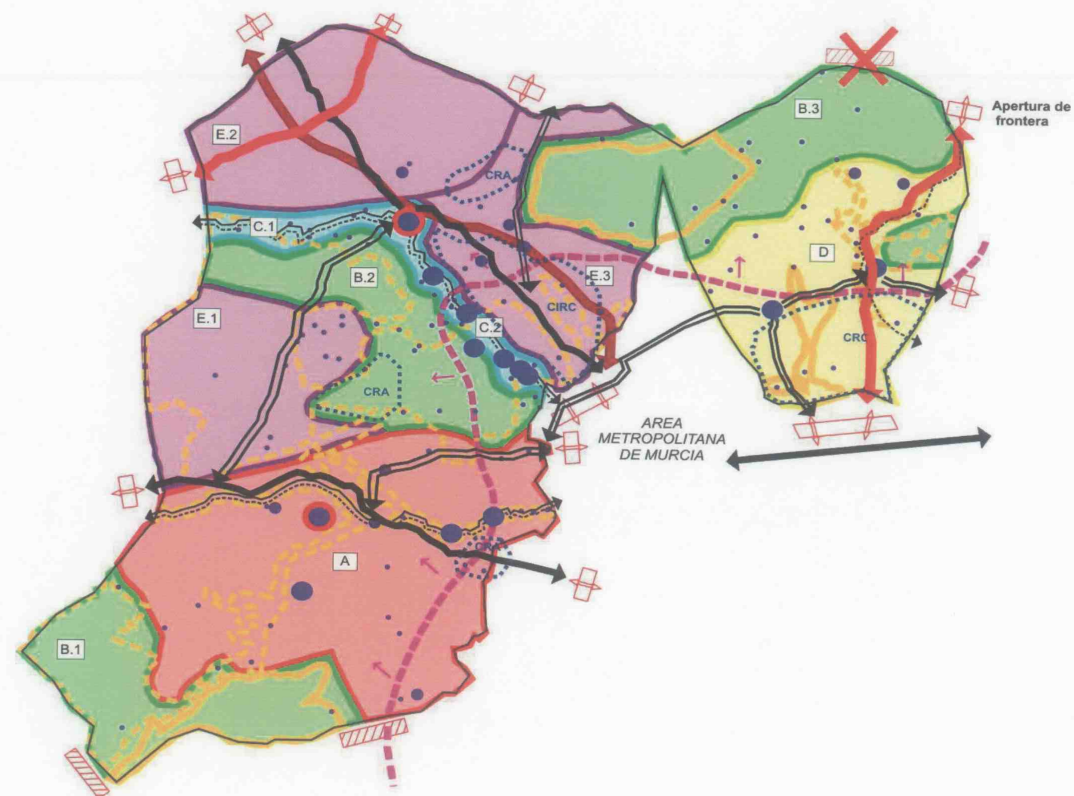 B.3
Apertura de
frontera
E.2
CRA
C.1
D
B.2
E.3
E.1
CIRC
C.2
CRC
CRA
AREA
METROPOLITANA
DE MURCIA
A
B.1